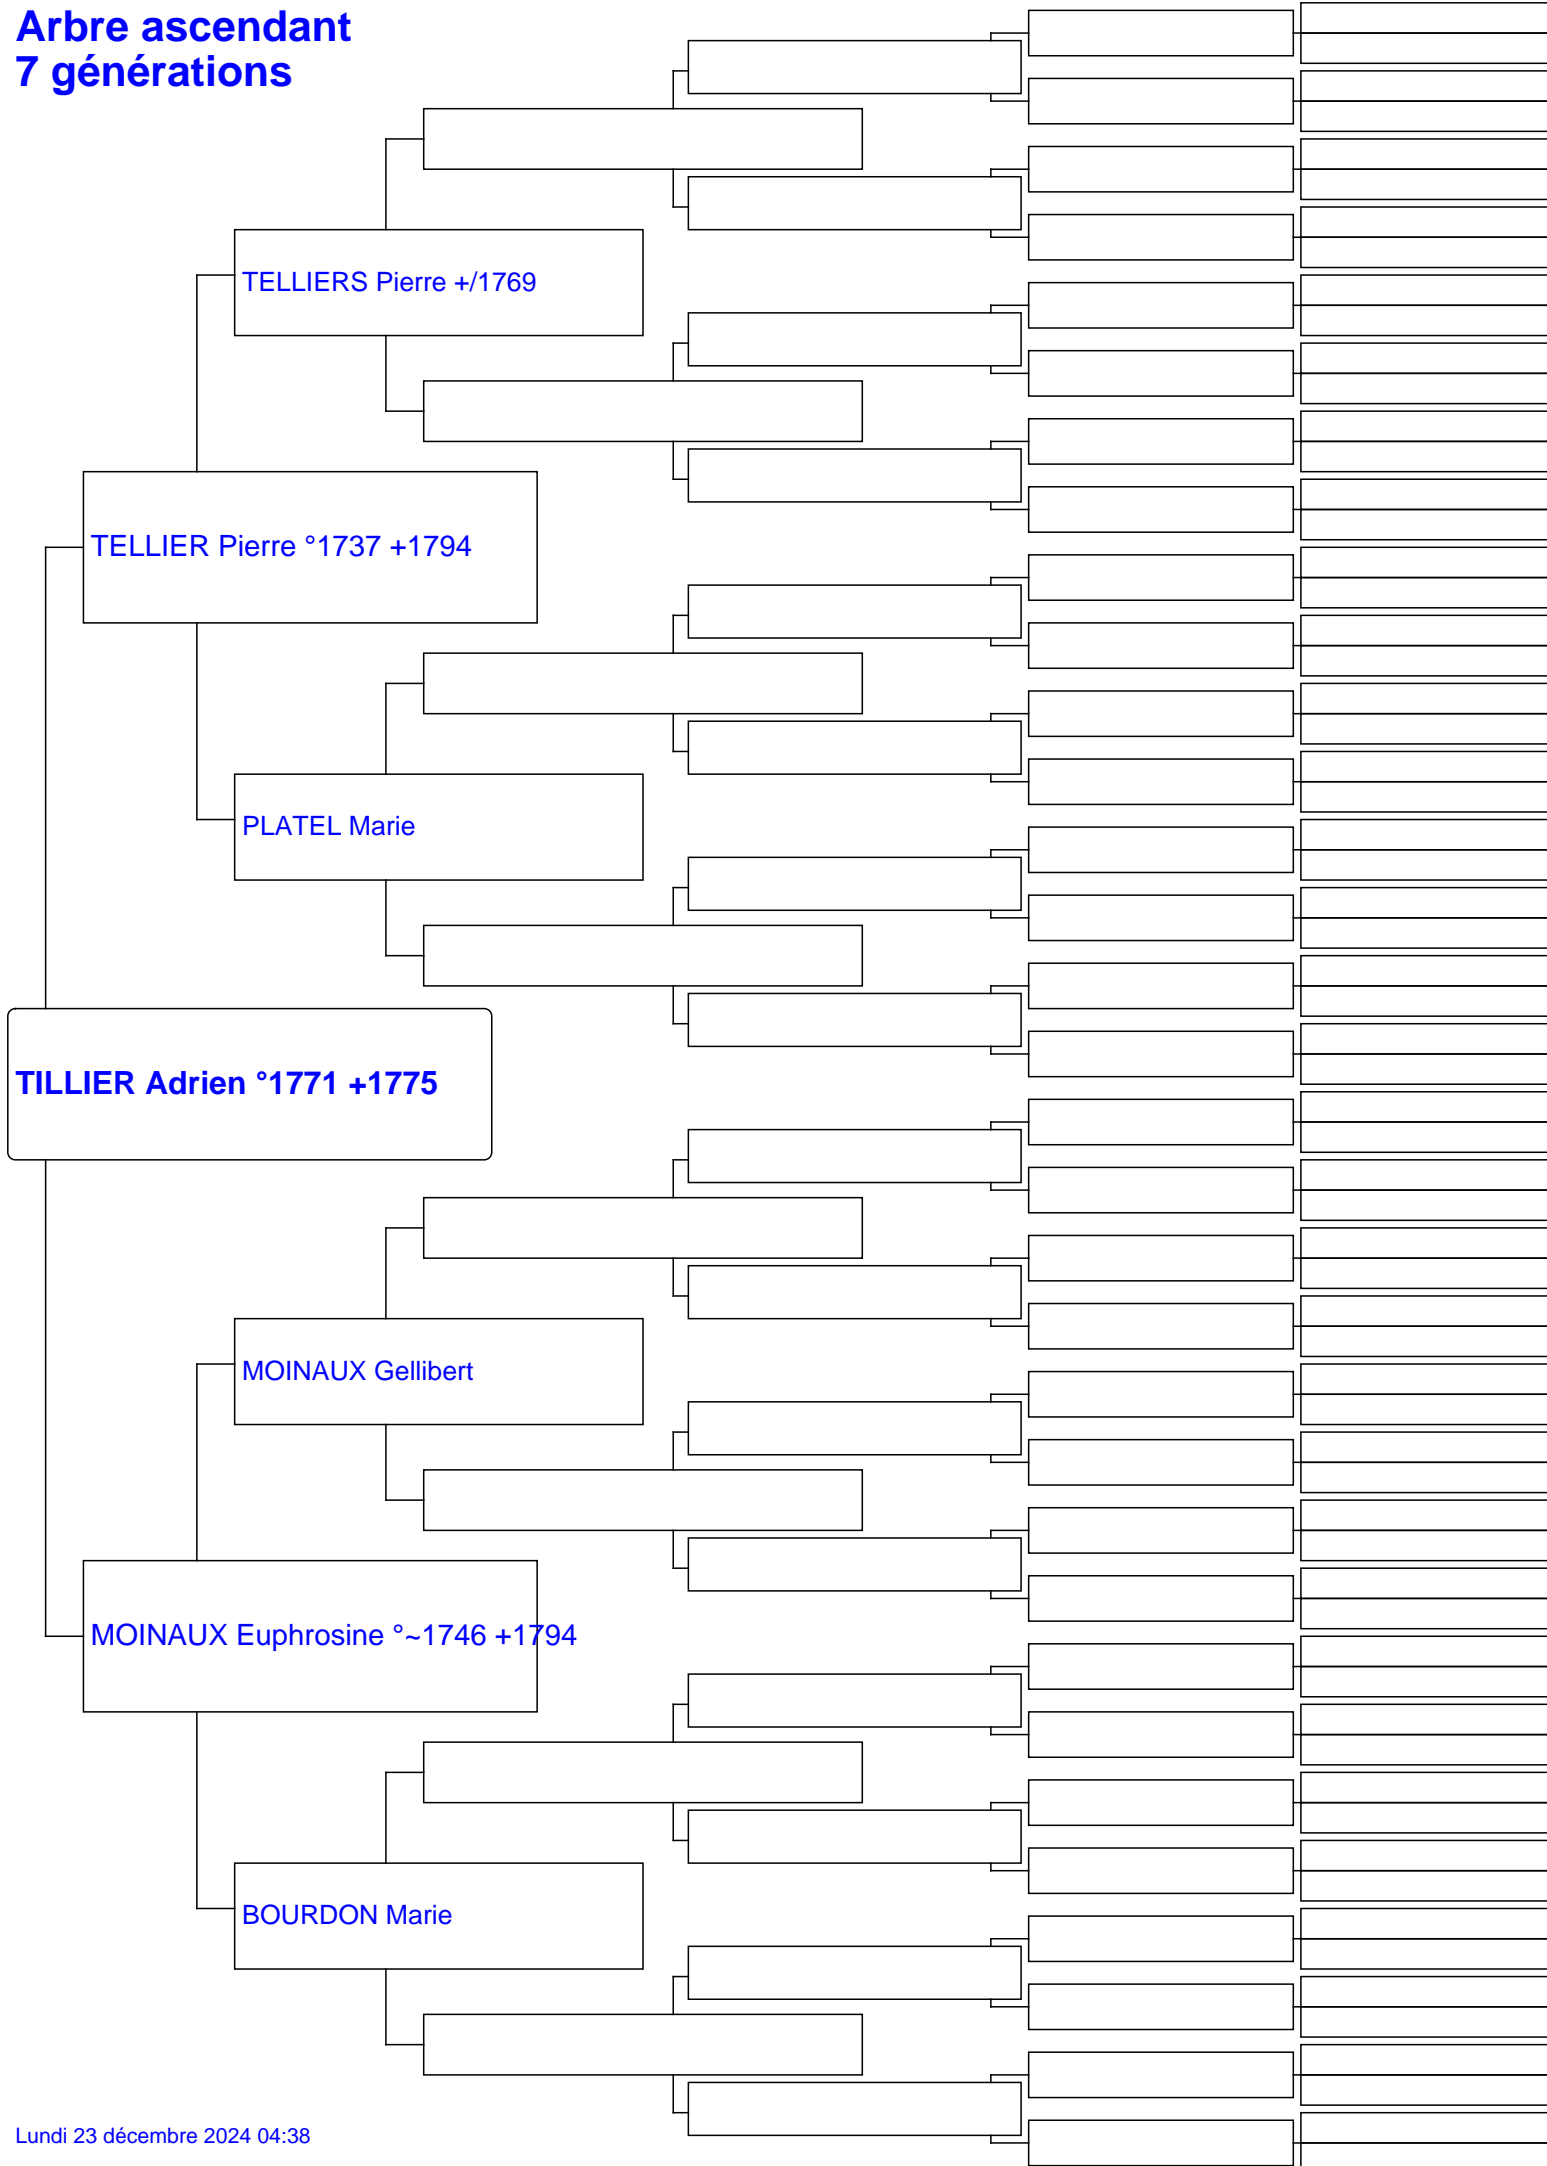 Arbre ascendant
7 générations
TELLIERS Pierre +/1769
TELLIER Pierre °1737 +1794
PLATEL Marie
TILLIER Adrien °1771 +1775
MOINAUX Gellibert
MOINAUX Euphrosine °~1746 +1794
BOURDON Marie
Lundi 23 décembre 2024 04:38